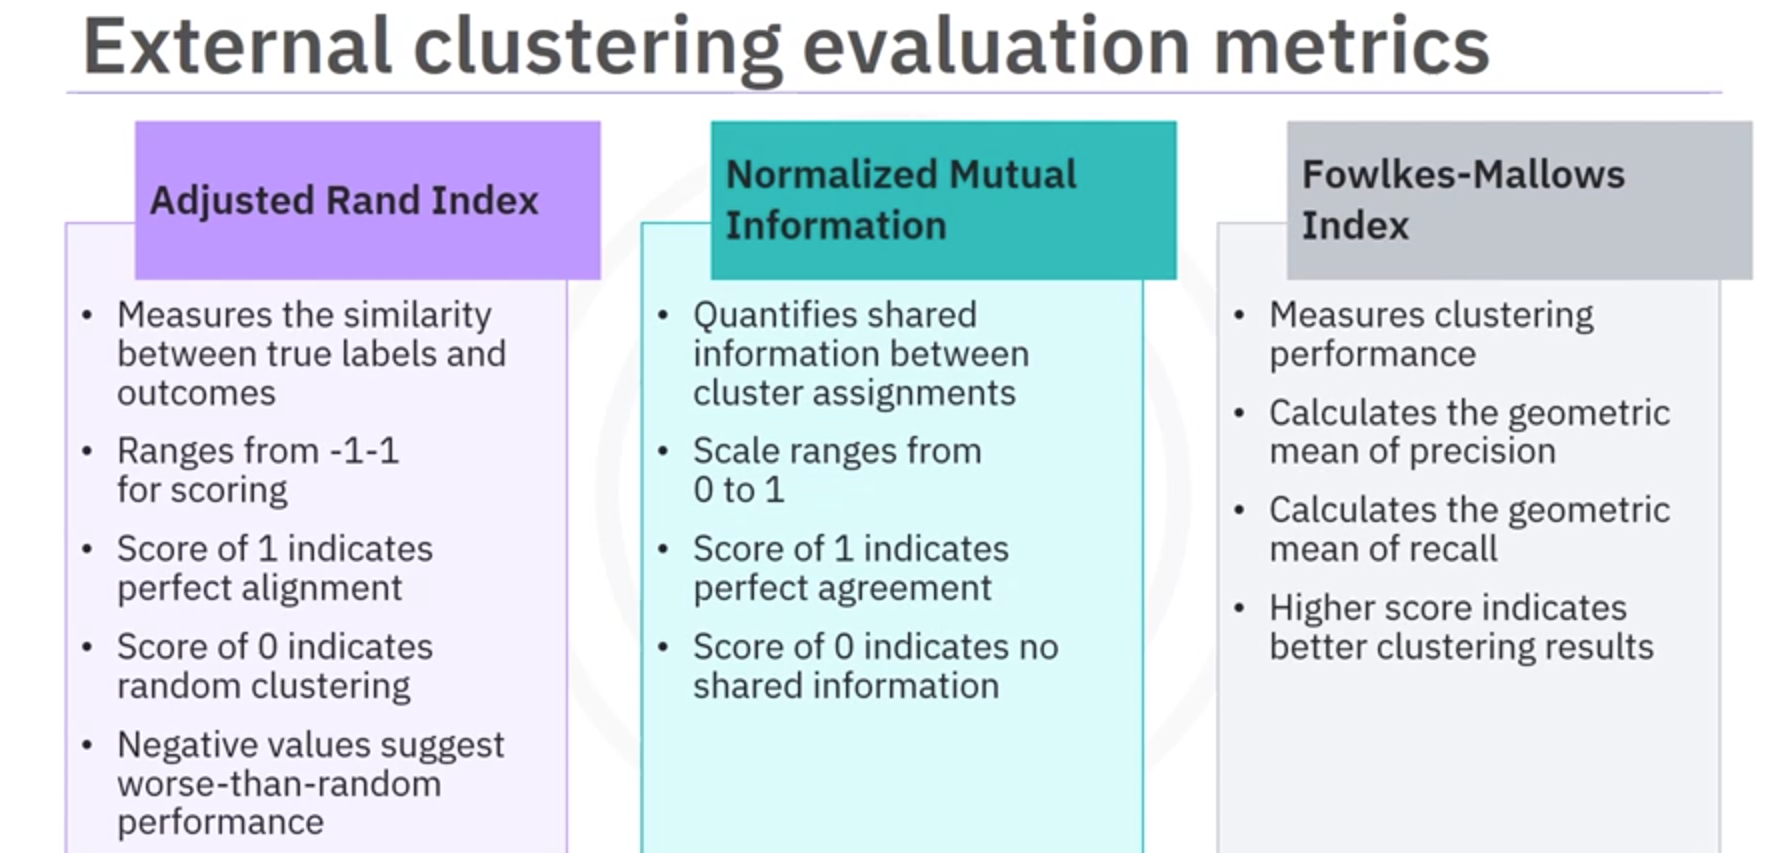 External clustering evaluation metrics
Adjusted Rand Index
• Measures the similarity
between true labels and
outcomes
• Ranges from -1-1
for scoring
• Score of 1 indicates
perfect alignment
• Score of 0 indicates
random clustering
• Negative values suggest
worse-than-random
performance
Normalized Mutual
Information
• Quantifies shared
information between
cluster assignments
• Scale ranges from
0 to 1
• Score of 1 indicates
perfect agreement
• Score of 0 indicates no
shared information
Fowlkes-Mallows
Index
• Measures clustering
performance
• Calculates the geometric
mean of precision
• Calculates the geometric
mean of recall
• Higher score indicates
better clustering results